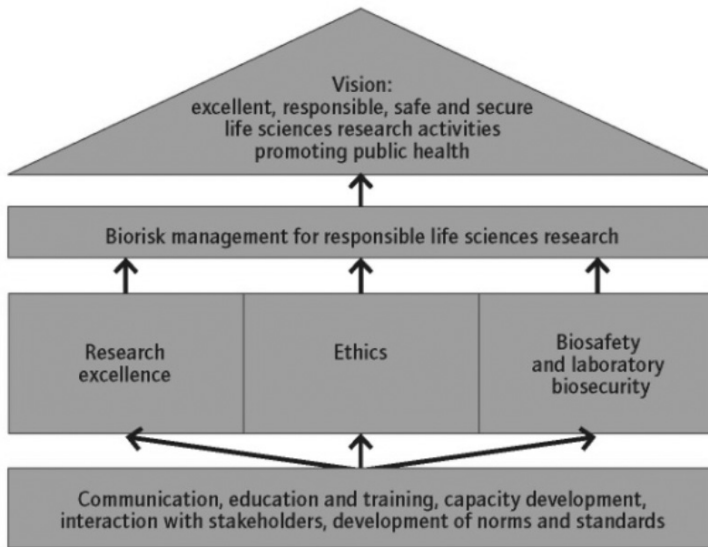 Vision:
excellent, responsible, safe and secure
life sciences research activities
promoting public health
Biorisk management for responsible life sciences research
Research
excellence
Ethics
Biosafety
and laboratory
biosecurity
Communication, education and training, capacity development,
interaction with stakeholders, development of norms and standards